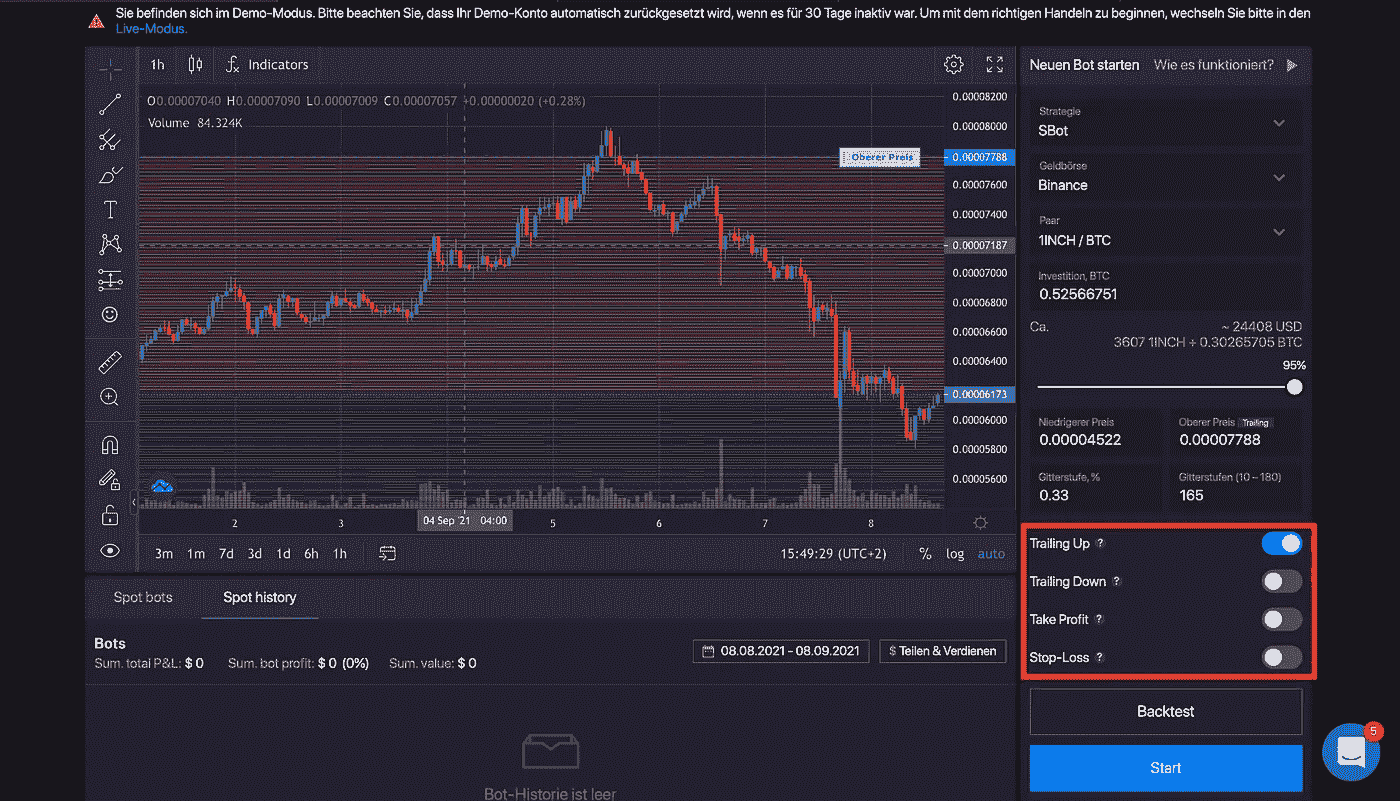 Sie befinden sich im Demo-Modus. Bitte beachten Sie, dass Ihr Demo-Konto automatisch zurückgesetzt wird, wenn es für 30 Tage inaktiv war. Um mit dem richtigen Handeln zu beginnen, wechseln Sie bitte in den
Live-Modus.
1h Indicators
O0.00007040 H0.00007090 L0.00007009 C0.00007057 +0.00000020 (+0.28%)
Volume 84.324K
Oberer Preis
0.00008200
0.00008000
0.00007788
0.00007600
0.00007400
0.00007187
0.00007000
0.00006800
0.00006600
0.00006400
0.00006173
0.00006000
0.00005800
0.00005600
2 3 04 Sep '21 04:00 5 6 7 8
3m 1m 7d 3d 1d 6h 1h 15:49:29 (UTC+2) % log auto
Spot bots Spot history
Bots
Sum. total P&L: $ 0 Sum. bot profit: $ 0 (0%) Sum. value: $ 0
08.08.2021 - 08.09.2021
$ Teilen & Verdienen
Bot-Historie ist leer
Neuen Bot starten Wie es funktioniert?
Strategie
SBot
Geldbörse
Binance
Paar
1INCH / BTC
Investition, BTC
0.52566751
Ca. ~ 24408 USD
3607 1INCH + 0.30265705 BTC
95%
Niedrigerer Preis
0.00004522
Oberer Preis Trailing
0.00007788
Gitterstufe, %
0.33
Gitterstufen (10 – 180)
165
Trailing Up ?
Trailing Down ?
Take Profit ?
Stop-Loss ?
Backtest
Start
5